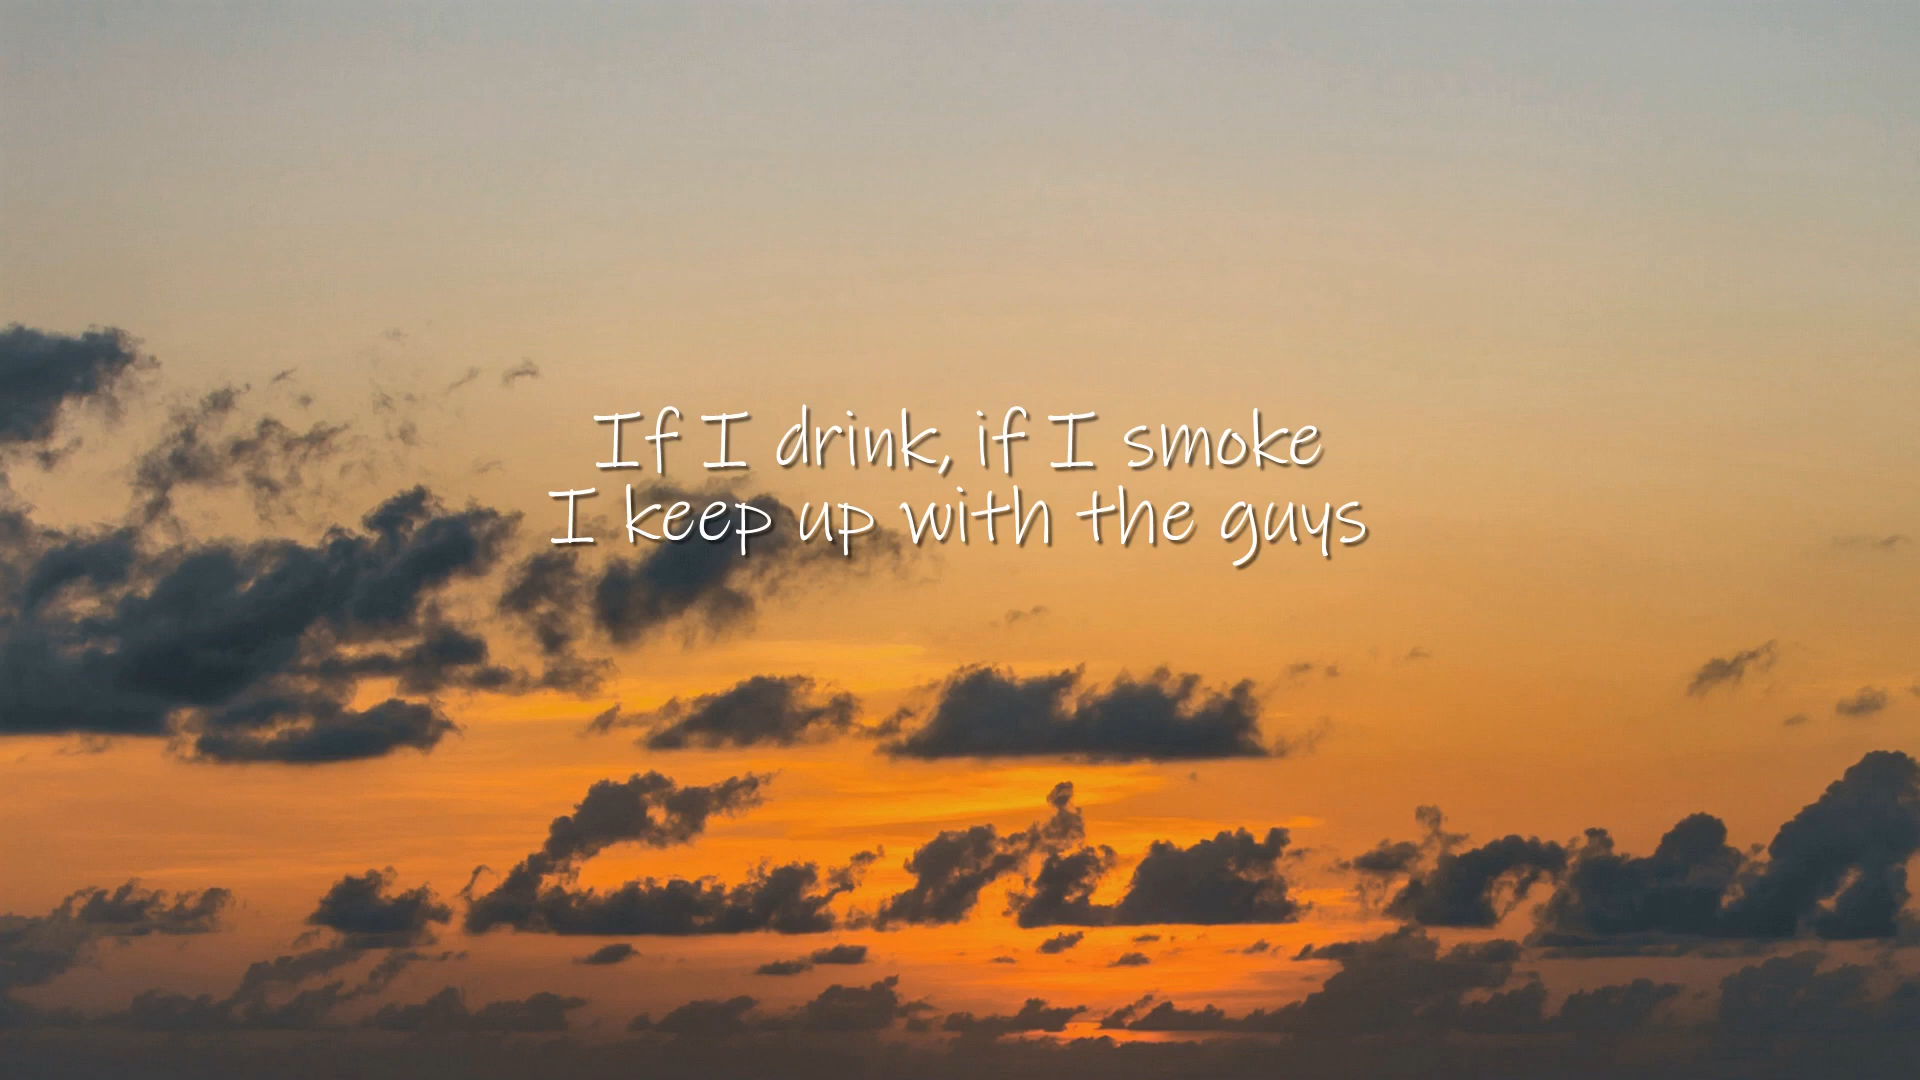 If I drink, if I smoke
I keep up with the guys